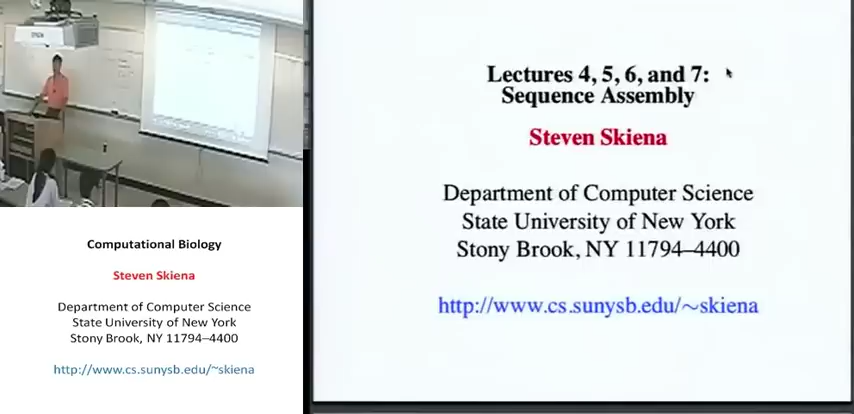 Computational Biology
Steven Skiena
Department of Computer Science
State University of New York
Stony Brook, NY 11794–4400
http://www.cs.sunysb.edu/~skiena
Lectures 4, 5, 6, and 7:
Sequence Assembly
Steven Skiena
Department of Computer Science
State University of New York
Stony Brook, NY 11794–4400
http://www.cs.sunysb.edu/~skiena